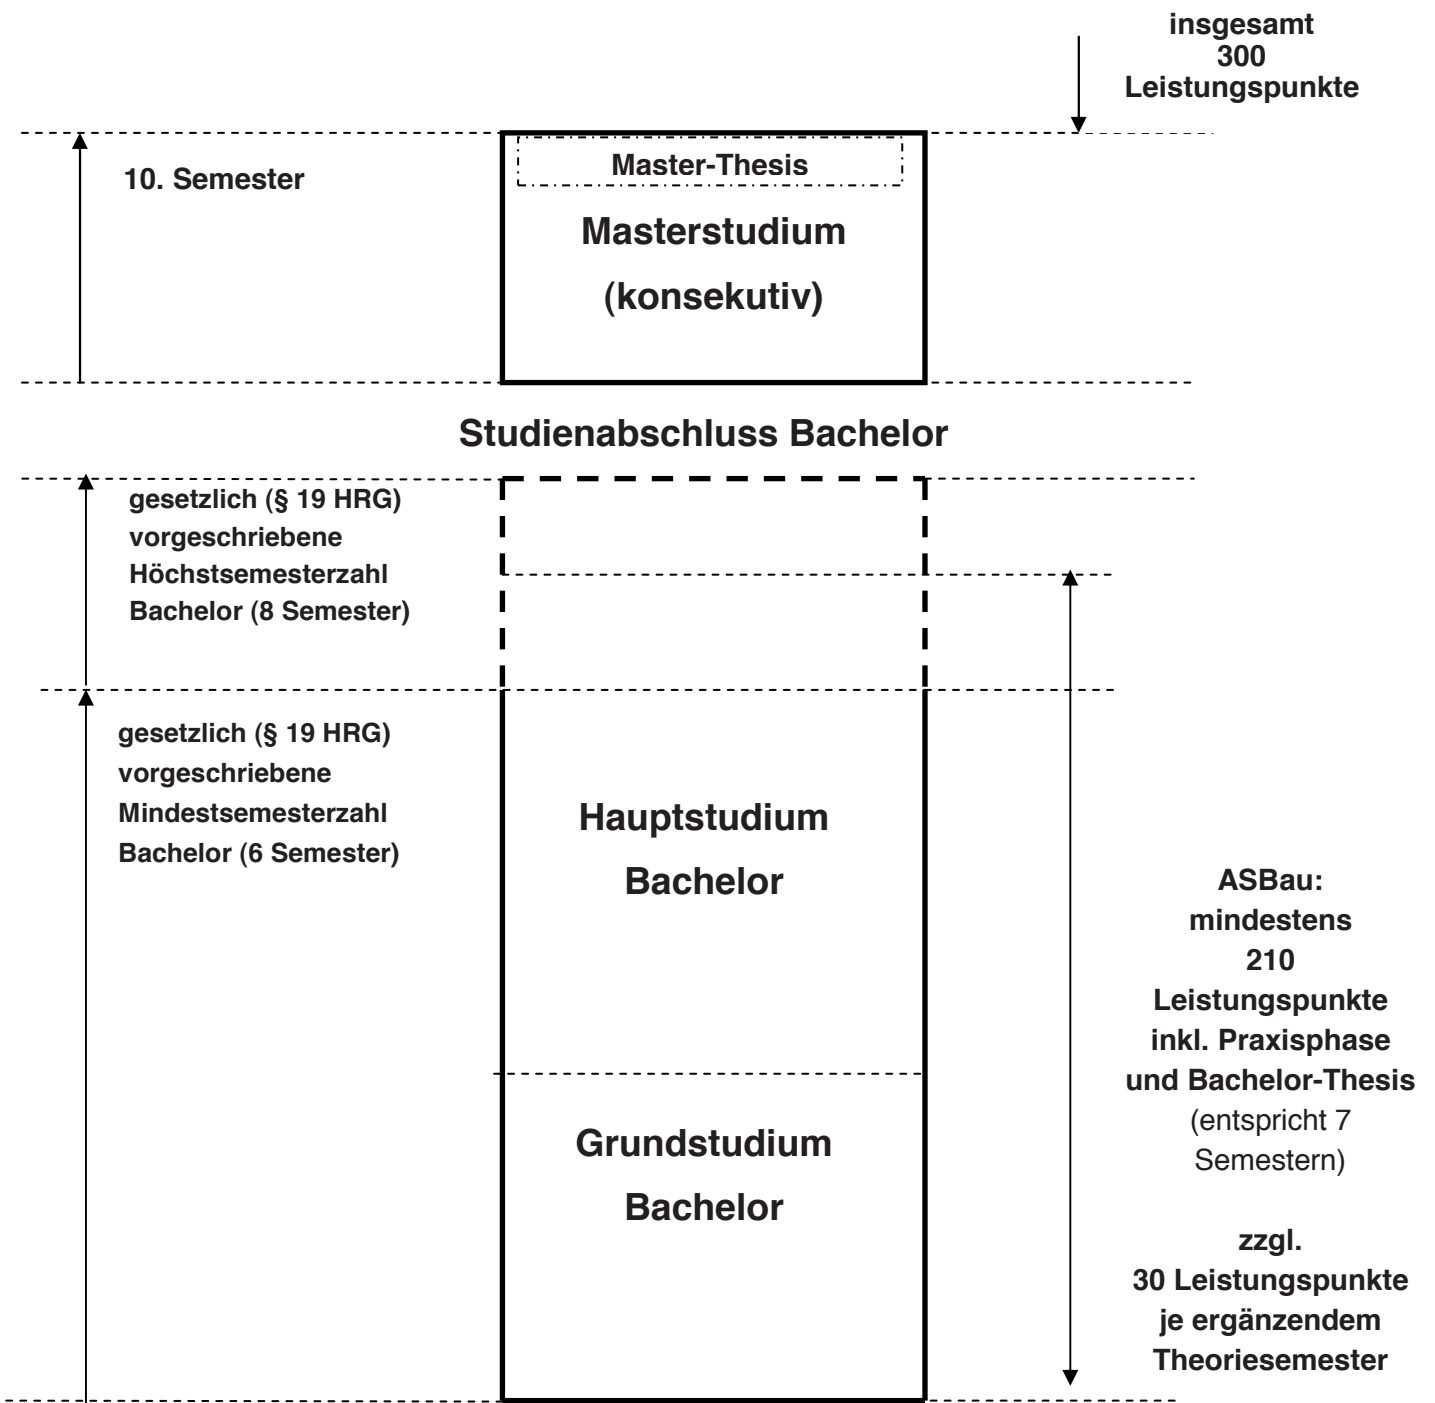 insgesamt
300
Leistungspunkte
10. Semester
Master-Thesis
Masterstudium
(konsekutiv)
Studienabschluss Bachelor
gesetzlich (§ 19 HRG)
vorgeschriebene
Höchstsemesterzahl
Bachelor (8 Semester)
gesetzlich (§ 19 HRG)
vorgeschriebene
Mindestsemesterzahl
Bachelor (6 Semester)
Hauptstudium
Bachelor
Grundstudium
Bachelor
ASBau:
mindestens
210
Leistungspunkte
inkl. Praxisphase
und Bachelor-Thesis
(entspricht 7
Semestern)
zzgl.
30 Leistungspunkte
je ergänzendem
Theoriesemester